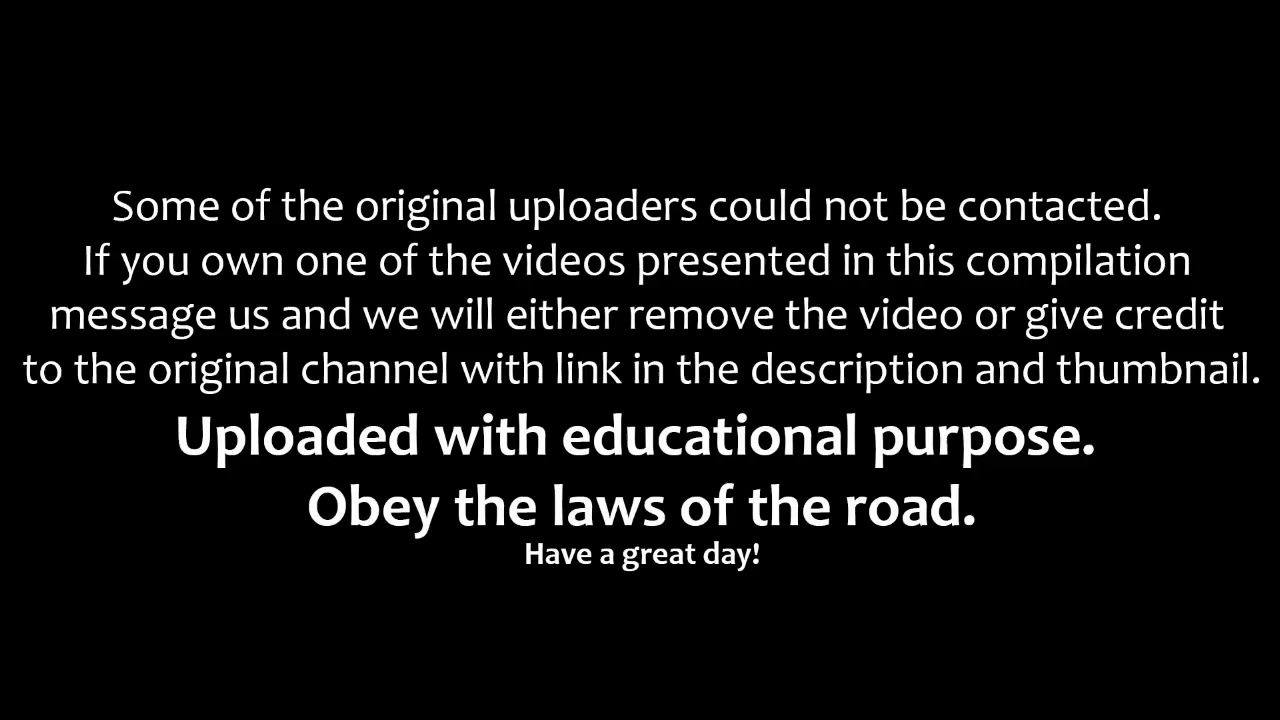 Some of the original uploaders could not be contacted.
If you own one of the videos presented in this compilation
message us and we will either remove the video or give credit
to the original channel with link in the description and thumbnail.
Uploaded with educational purpose.
Obey the laws of the road.
Have a great day!